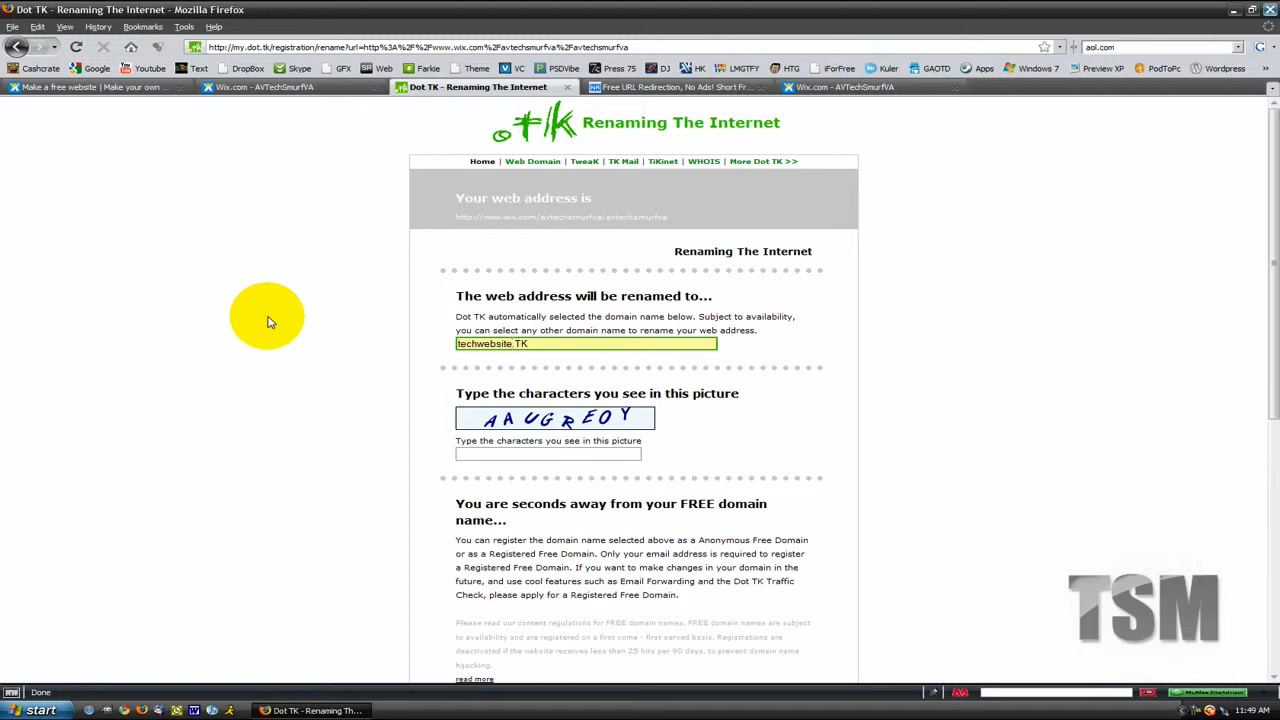 Dot TK - Renaming The Internet - Mozilla Firefox
File Edit View History Bookmarks Tools Help
http://my.dot.tk/registration/rename?url=http%3A%2F%2Fwww.wix.com%2Favtechsmurfva%2Favtechsmurfva
aol.com
Cashcrate Google Youtube Text DropBox Skype GFX Web Farkle Theme VC PSDVibe Press 75 DJ HK LMGTFY HTG iForFree Kuler GAOTD Apps Windows 7 Preview XP PodToPc Wordpress »
Make a free website | Make your own ... Wix.com - AVTechSmurfVA Dot TK - Renaming The Internet Free URL Redirection, No Ads! Short Fr... Wix.com - AVTechSmurfVA
.TK Renaming The Internet
Home | Web Domain | TweaK | TK Mail | TiKinet | WHOIS | More Dot TK >>
Your web address is
http://www.wix.com/avtechsmurfva/avtechsmurfva
Renaming The Internet
The web address will be renamed to...
Dot TK automatically selected the domain name below. Subject to availability,
you can select any other domain name to rename your web address.
techwebsite.TK
Type the characters you see in this picture
AAUGREOY
Type the characters you see in this picture
You are seconds away from your FREE domain
name...
You can register the domain name selected above as a Anonymous Free Domain
or as a Registered Free Domain. Only your email address is required to register
a Registered Free Domain. If you want to make changes in your domain in the
future, and use cool features such as Email Forwarding and the Dot TK Traffic
Check, please apply for a Registered Free Domain.
Please read our content regulations for FREE domain names. FREE domain names are subject
to availability and are registered on a first come - first served basis. Registrations are
deactivated if the website receives less than 25 hits per 90 days. to prevent domain name
hijacking.
read more
TSM
Done
McAfee SiteAdvisor
start Dot TK - Renaming Th... 11:49 AM